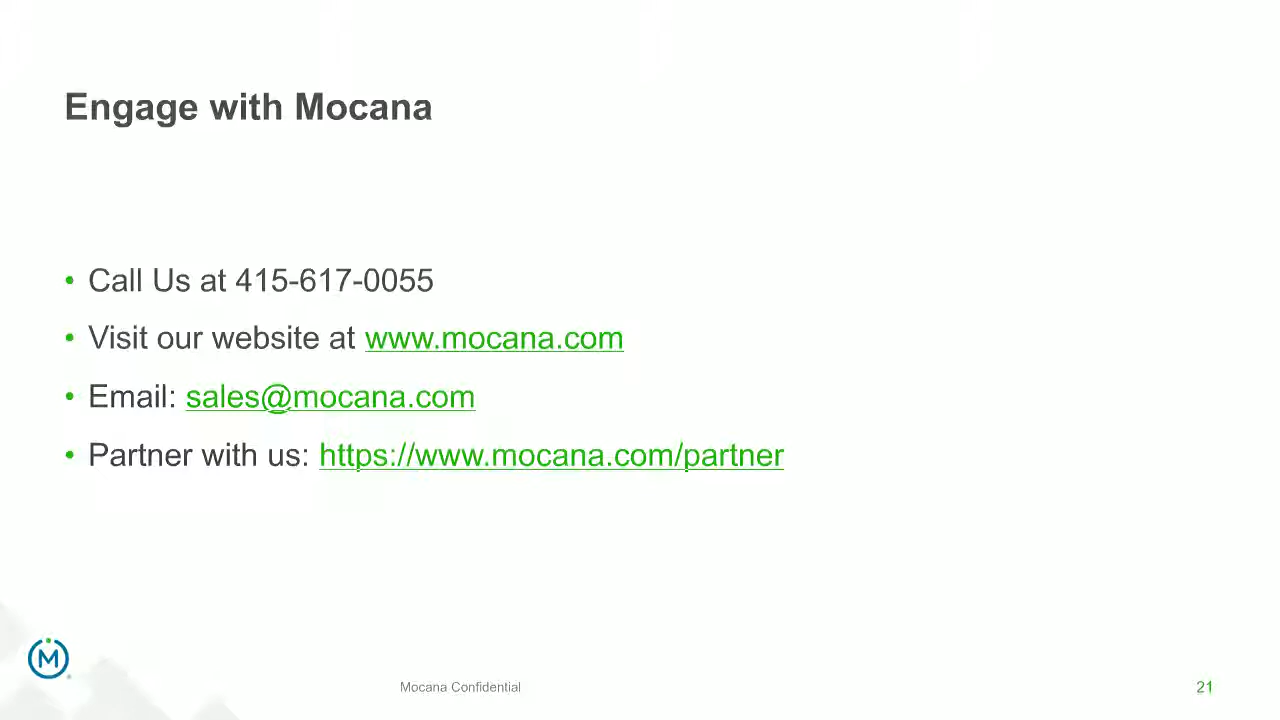 Engage with Mocana
• Call Us at 415-617-0055
• Visit our website at www.mocana.com
• Email: sales@mocana.com
• Partner with us: https://www.mocana.com/partner
M
Mocana Confidential
21